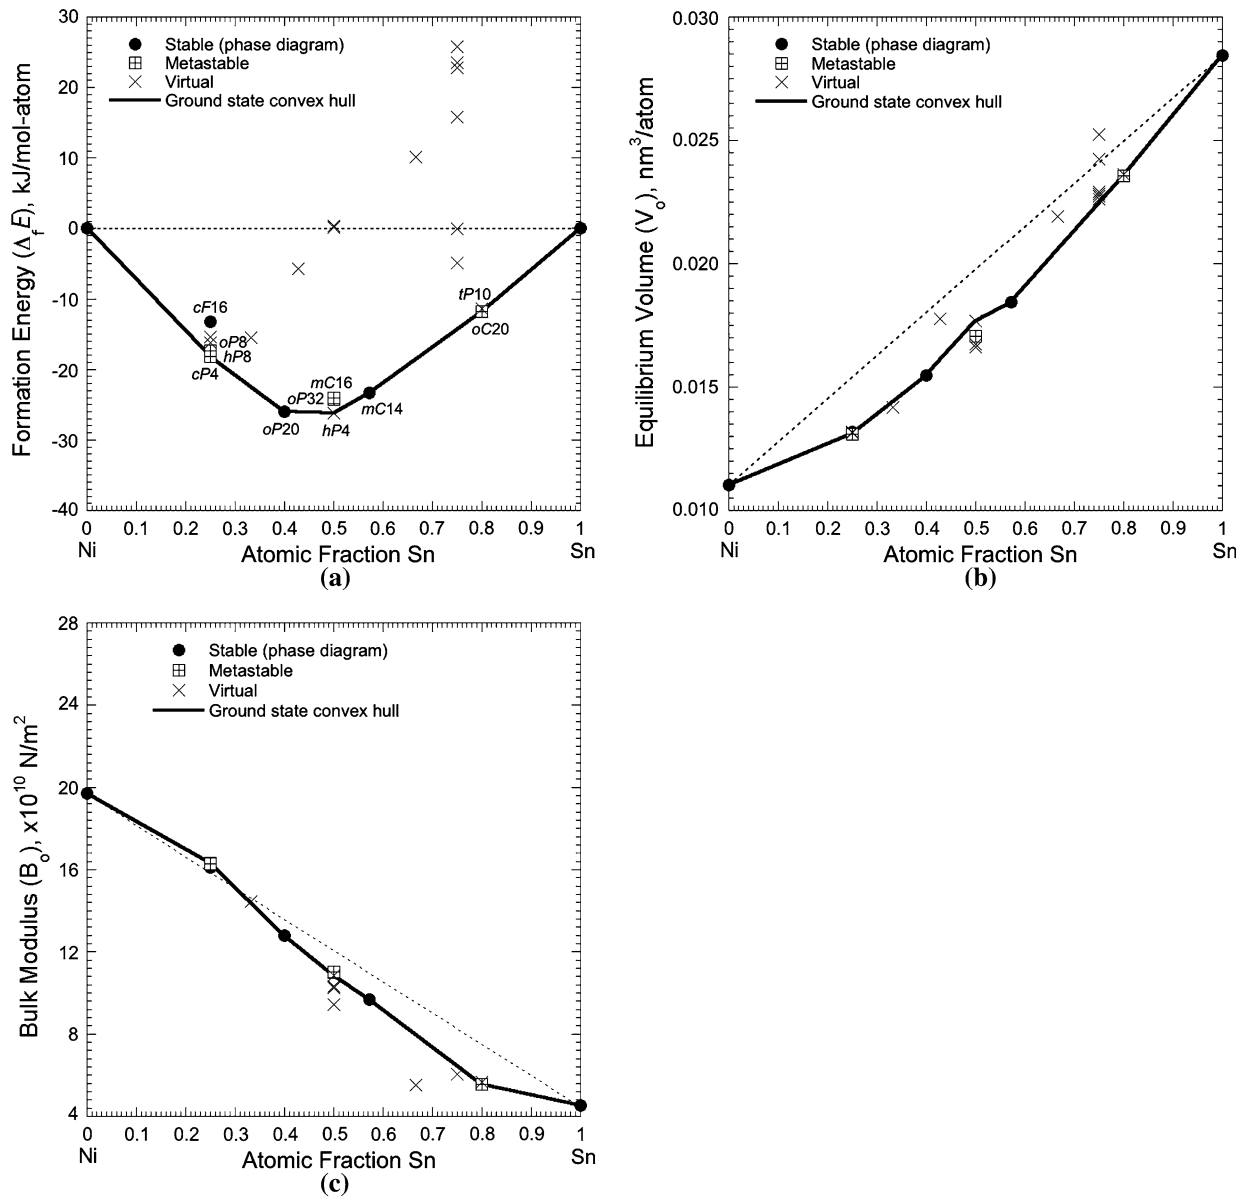 30
20
10
0
-10
-20
-30
-40
Formation Energy (Δ_f E), kJ/mol-atom
Stable (phase diagram)
Metastable
Virtual
Ground state convex hull
cF16
oP8
hP8
cP4
oP20
oP32
mC16
hP4
mC14
tP10
oC20
0 0.1 0.2 0.3 0.4 0.5 0.6 0.7 0.8 0.9 1
Ni Atomic Fraction Sn Sn
(a)
0.030
0.025
0.020
0.015
0.010
Equilibrium Volume (V_o), nm³/atom
Stable (phase diagram)
Metastable
Virtual
Ground state convex hull
0 0.1 0.2 0.3 0.4 0.5 0.6 0.7 0.8 0.9 1
Ni Atomic Fraction Sn Sn
(b)
28
24
20
16
12
8
4
Bulk Modulus (B_o), x10¹⁰ N/m²
Stable (phase diagram)
Metastable
Virtual
Ground state convex hull
0 0.1 0.2 0.3 0.4 0.5 0.6 0.7 0.8 0.9 1
Ni Atomic Fraction Sn Sn
(c)